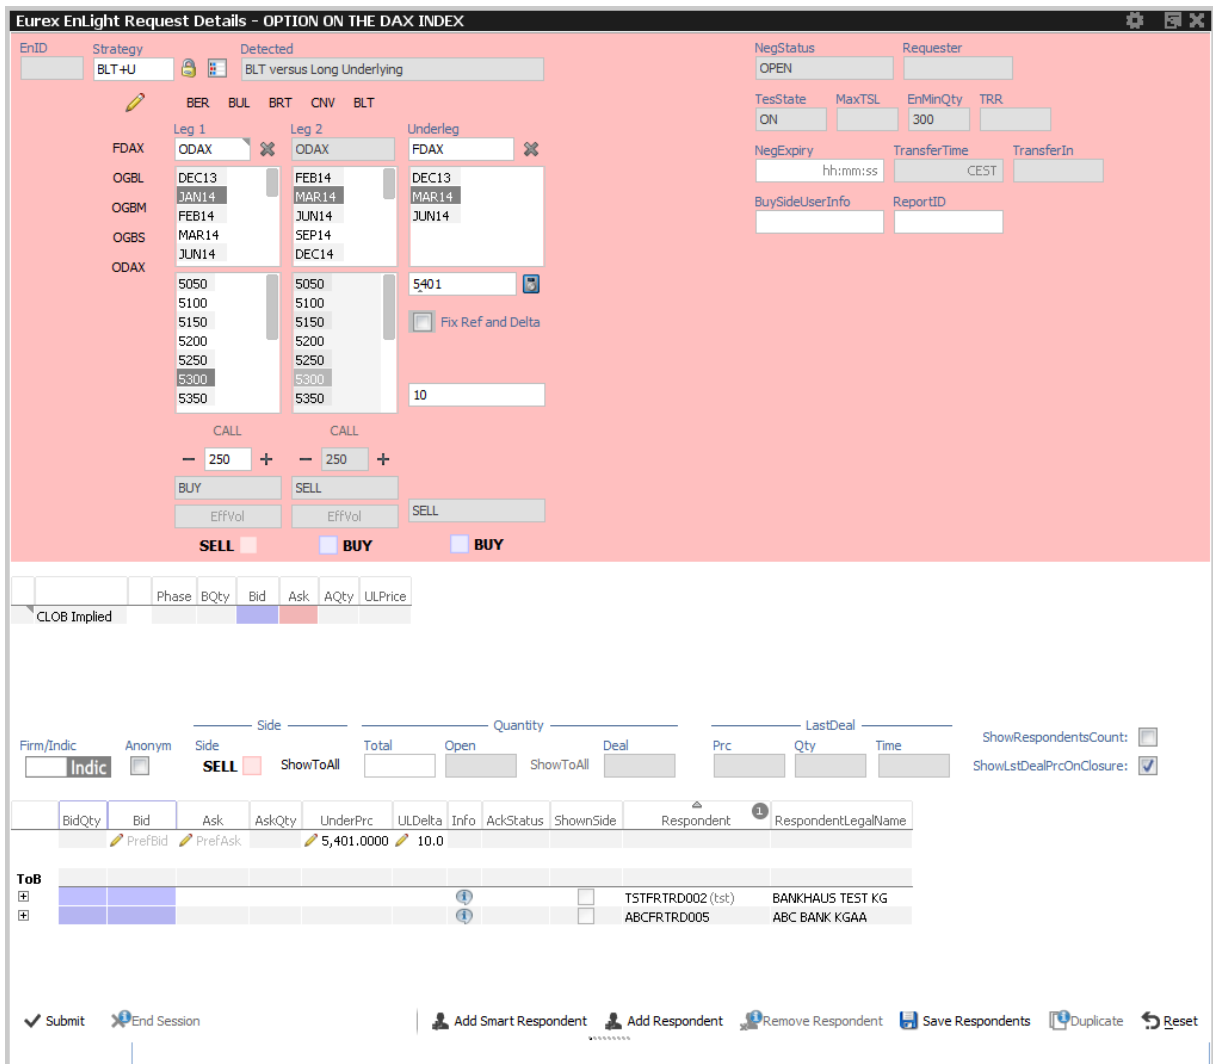 Eurex EnLight Request Details - OPTION ON THE DAX INDEX
EnID Strategy Detected NegStatus Requester
BLT+U BLT versus Long Underlying OPEN
BER BUL BRT CNV BLT TesState MaxTSL EnMinQty TRR
ON 300
Leg 1 Leg 2 Underleg
FDAX ODAX ODAX FDAX NegExpiry TransferTime TransferIn
hh:mm:ss CEST
OGBL DEC13 FEB14 DEC13
JAN14 MAR14 MAR14 BuySideUserInfo ReportID
OGBM FEB14 JUN14 JUN14
OGBS MAR14 SEP14
JUN14 DEC14
ODAX
5050 5050 5401
5100 5100
5150 5150 Fix Ref and Delta
5200 5200
5250 5250
5300 5300
5350 5350 10
CALL CALL
− 250 + − 250 +
BUY SELL
EffVol EffVol SELL
SELL BUY BUY
Phase BQty Bid Ask AQty ULPrice
CLOB Implied
Side Quantity LastDeal
Firm/Indic Anonym Side Total Open Deal Prc Qty Time ShowRespondentsCount:
Indic SELL ShowToAll ShowToAll ShowLstDealPrcOnClosure:
BidQty Bid Ask AskQty UnderPrc ULDelta Info AckStatus ShownSide Respondent 1 RespondentLegalName
PrefBid PrefAsk 5,401.0000 10.0
ToB
TSTFRTRD002 (tst) BANKHAUS TEST KG
ABCFRTRD005 ABC BANK KGAA
Submit End Session Add Smart Respondent Add Respondent Remove Respondent Save Respondents Duplicate Reset